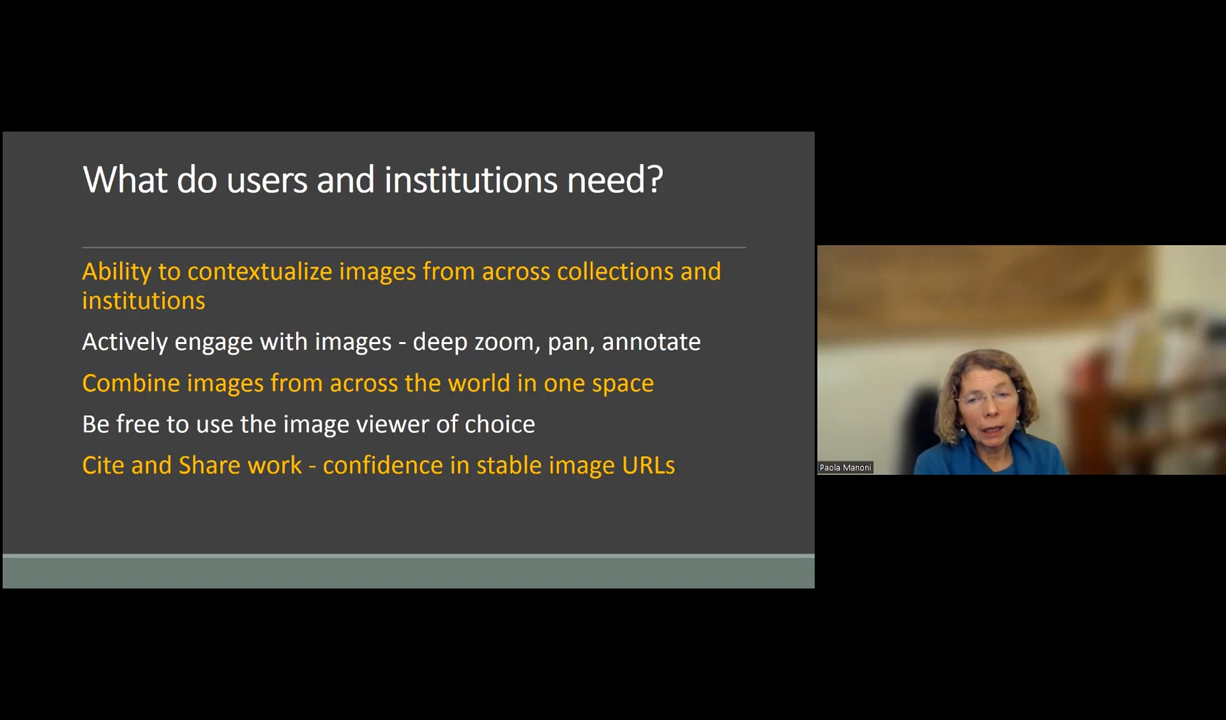 What do users and institutions need?
Ability to contextualize images from across collections and
institutions
Actively engage with images - deep zoom, pan, annotate
Combine images from across the world in one space
Be free to use the image viewer of choice
Cite and Share work - confidence in stable image URLs
Paola Manoni